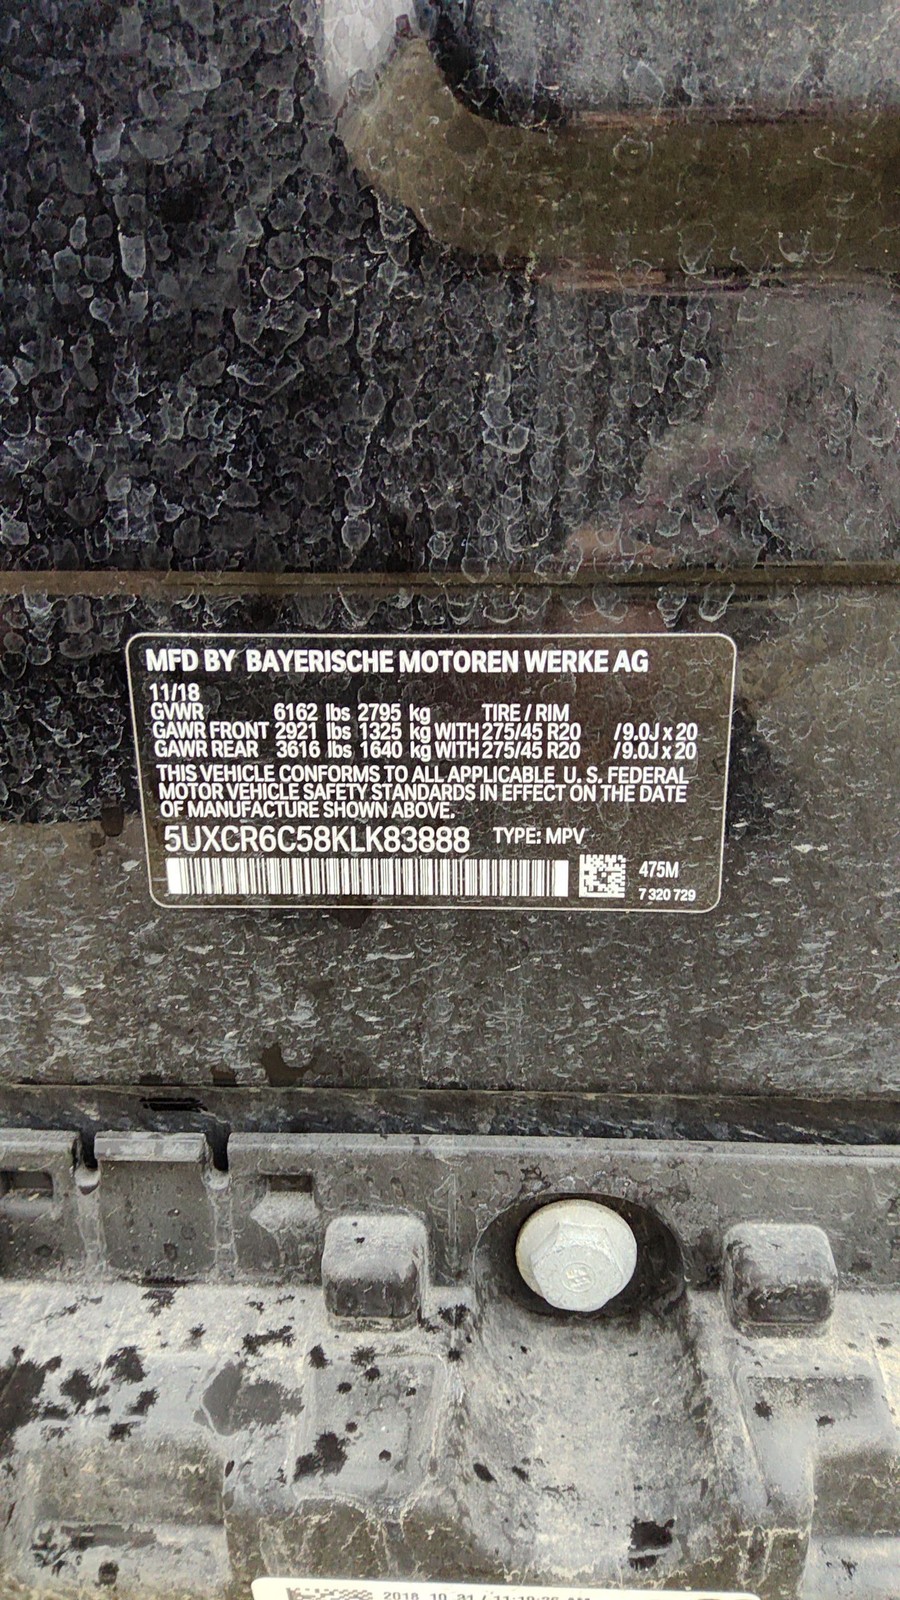 MFD BY BAYERISCHE MOTOREN WERKE AG
11/18
GVWR 6162 lbs 2795 kg TIRE / RIM
GAWR FRONT 2921 lbs 1325 kg WITH 275/45 R20 /9.0J x 20
GAWR REAR 3616 lbs 1640 kg WITH 275/45 R20 /9.0J x 20
THIS VEHICLE CONFORMS TO ALL APPLICABLE U. S. FEDERAL
MOTOR VEHICLE SAFETY STANDARDS IN EFFECT ON THE DATE
OF MANUFACTURE SHOWN ABOVE.
5UXCR6C58KLK83888 TYPE: MPV
475M
7 320 729